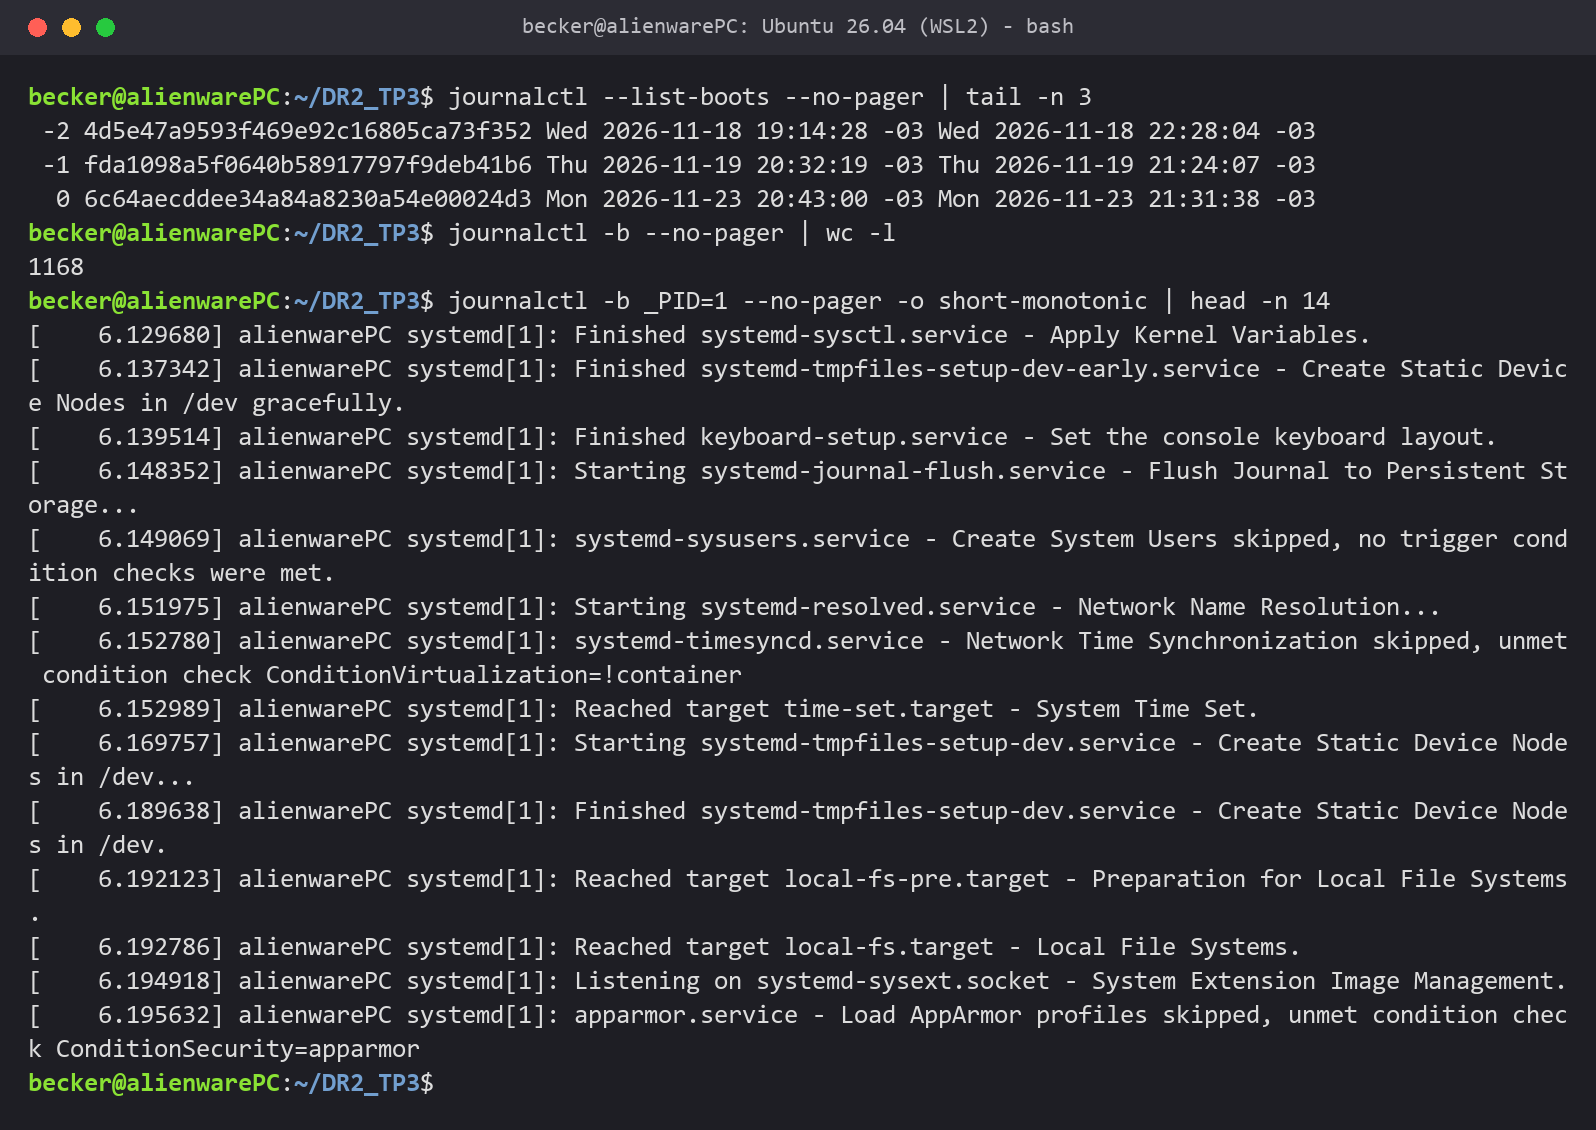 becker@alienwarePC: Ubuntu 26.04 (WSL2) - bash
becker@alienwarePC:~/DR2_TP3$ journalctl --list-boots --no-pager | tail -n 3
 -2 4d5e47a9593f469e92c16805ca73f352 Wed 2026-11-18 19:14:28 -03 Wed 2026-11-18 22:28:04 -03
 -1 fda1098a5f0640b58917797f9deb41b6 Thu 2026-11-19 20:32:19 -03 Thu 2026-11-19 21:24:07 -03
  0 6c64aecddee34a84a8230a54e00024d3 Mon 2026-11-23 20:43:00 -03 Mon 2026-11-23 21:31:38 -03
becker@alienwarePC:~/DR2_TP3$ journalctl -b --no-pager | wc -l
1168
becker@alienwarePC:~/DR2_TP3$ journalctl -b _PID=1 --no-pager -o short-monotonic | head -n 14
[    6.129680] alienwarePC systemd[1]: Finished systemd-sysctl.service - Apply Kernel Variables.
[    6.137342] alienwarePC systemd[1]: Finished systemd-tmpfiles-setup-dev-early.service - Create Static Devic
e Nodes in /dev gracefully.
[    6.139514] alienwarePC systemd[1]: Finished keyboard-setup.service - Set the console keyboard layout.
[    6.148352] alienwarePC systemd[1]: Starting systemd-journal-flush.service - Flush Journal to Persistent St
orage...
[    6.149069] alienwarePC systemd[1]: systemd-sysusers.service - Create System Users skipped, no trigger cond
ition checks were met.
[    6.151975] alienwarePC systemd[1]: Starting systemd-resolved.service - Network Name Resolution...
[    6.152780] alienwarePC systemd[1]: systemd-timesyncd.service - Network Time Synchronization skipped, unmet
 condition check ConditionVirtualization=!container
[    6.152989] alienwarePC systemd[1]: Reached target time-set.target - System Time Set.
[    6.169757] alienwarePC systemd[1]: Starting systemd-tmpfiles-setup-dev.service - Create Static Device Node
s in /dev...
[    6.189638] alienwarePC systemd[1]: Finished systemd-tmpfiles-setup-dev.service - Create Static Device Node
s in /dev.
[    6.192123] alienwarePC systemd[1]: Reached target local-fs-pre.target - Preparation for Local File Systems
.
[    6.192786] alienwarePC systemd[1]: Reached target local-fs.target - Local File Systems.
[    6.194918] alienwarePC systemd[1]: Listening on systemd-sysext.socket - System Extension Image Management.
[    6.195632] alienwarePC systemd[1]: apparmor.service - Load AppArmor profiles skipped, unmet condition chec
k ConditionSecurity=apparmor
becker@alienwarePC:~/DR2_TP3$